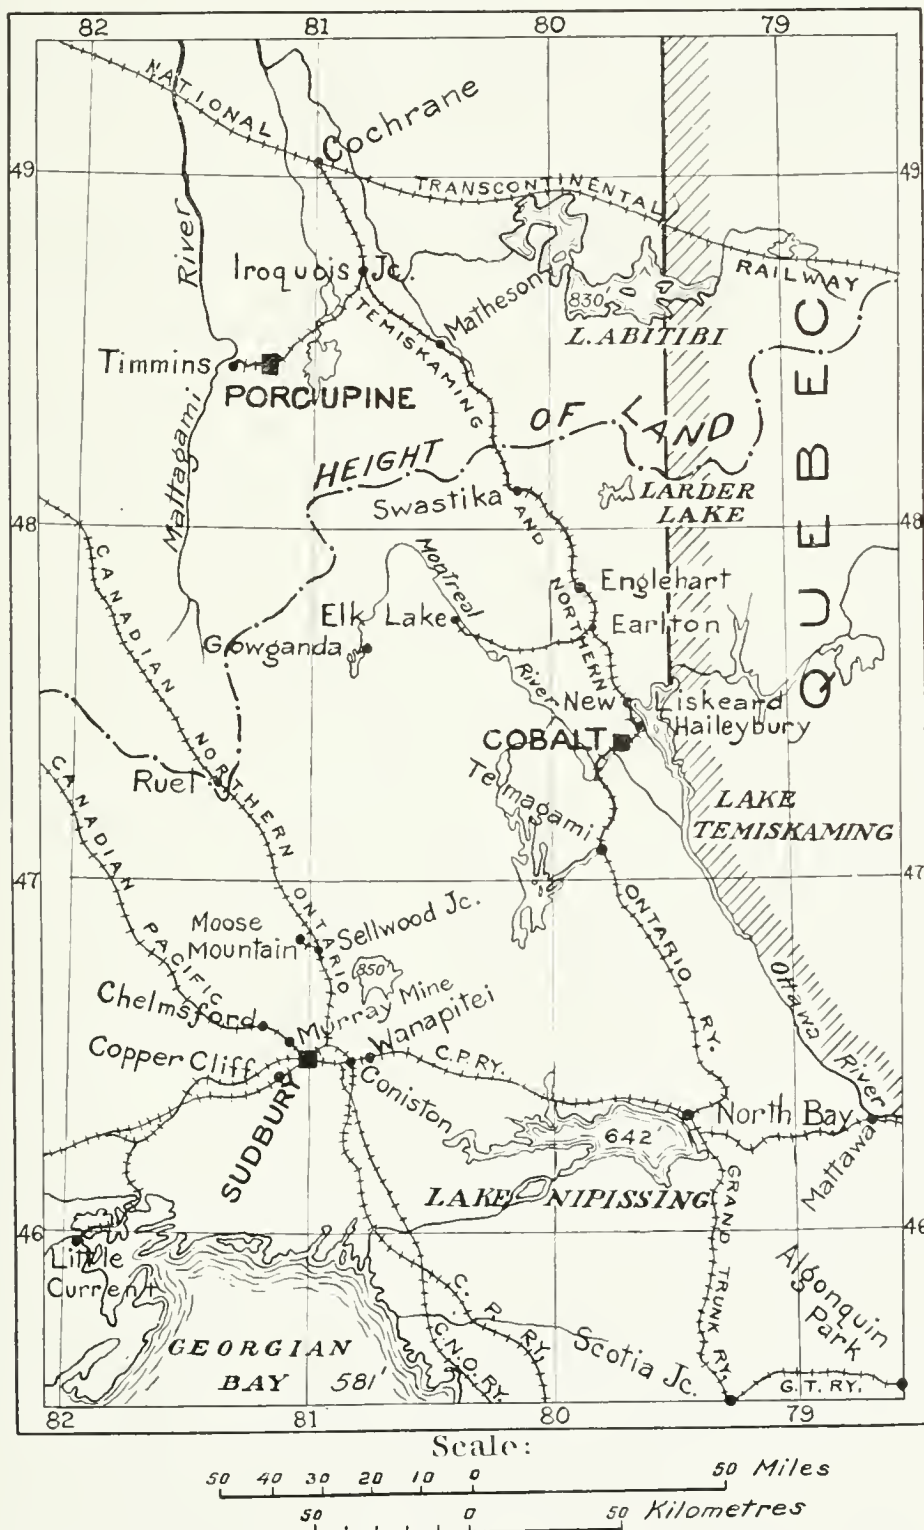 82 81 80 79
NATIONAL
Cochrane
49 49
TRANSCONTINENTAL
River
Iroquois Jc.
RAILWAY
TEMISKAMING
Matheson
830'
L. ABITIBI
Timmins
PORCUPINE
QUEBEC
Mattagami
HEIGHT OF LAND
Swastika
AND
LARDER
LAKE
48 48
CANADIAN
Montreal
Englehart
NORTHERN
Elk Lake
Earlton
Gowganda
River
New Liskeard
Haileybury
COBALT
NORTHERN
Ruel
Temagami
CANADIAN
LAKE
TEMISKAMING
47 47
ONTARIO
ONTARIO
Moose
Mountain
Sellwood Jc.
PACIFIC
850'
Ottawa
Chelmsford
Murray Mine
Wanapitei
RY.
River
Copper Cliff
C.P.RY.
Coniston
North Bay
SUDBURY
642'
Mattawa
LAKE NIPISSING
GRAND TRUNK RY.
46 46
Little
Current
Algonquin
Park
C. P. RY.
GEORGIAN
BAY 581'
C.N.O.RY.
Scotia Jc.
G.T.RY.
82 81 80 79
Scale:
50 40 30 20 10 0 50 Miles
50 0 50 Kilometres